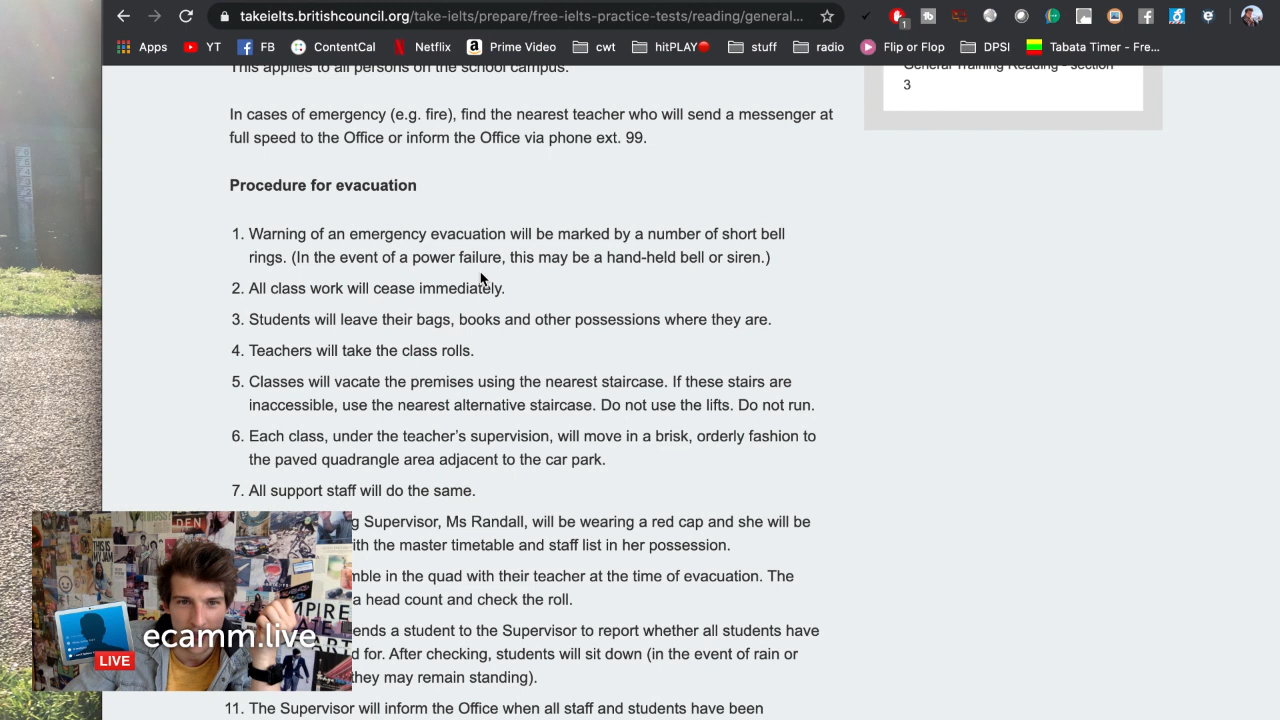 takeielts.britishcouncil.org/take-ielts/prepare/free-ielts-practice-tests/reading/general...
1
Apps YT FB ContentCal Netflix Prime Video cwt hitPLAY stuff radio Flip or Flop DPSI Tabata Timer - Fre...
This applies to all persons on the school campus.
General Training Reading - section
3
In cases of emergency (e.g. fire), find the nearest teacher who will send a messenger at
full speed to the Office or inform the Office via phone ext. 99.
Procedure for evacuation
1. Warning of an emergency evacuation will be marked by a number of short bell
rings. (In the event of a power failure, this may be a hand-held bell or siren.)
2. All class work will cease immediately.
3. Students will leave their bags, books and other possessions where they are.
4. Teachers will take the class rolls.
5. Classes will vacate the premises using the nearest staircase. If these stairs are
inaccessible, use the nearest alternative staircase. Do not use the lifts. Do not run.
6. Each class, under the teacher's supervision, will move in a brisk, orderly fashion to
the paved quadrangle area adjacent to the car park.
7. All support staff will do the same.
g Supervisor, Ms Randall, will be wearing a red cap and she will be
ith the master timetable and staff list in her possession.
mble in the quad with their teacher at the time of evacuation. The
a head count and check the roll.
ends a student to the Supervisor to report whether all students have
d for. After checking, students will sit down (in the event of rain or
they may remain standing).
11. The Supervisor will inform the Office when all staff and students have been
DEN
THIS IS
MY JAM
EMPIRE
ecamm.live
LIVE